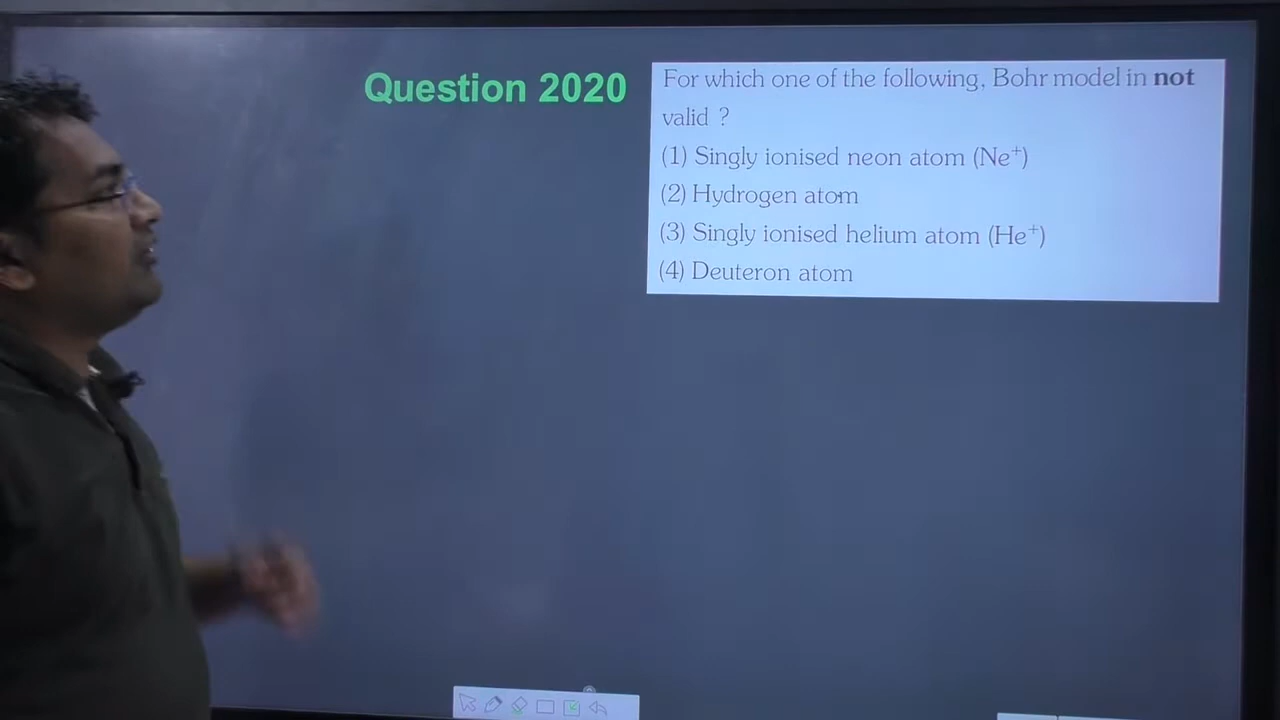 Question 2020
For which one of the following, Bohr model in not
valid ?
(1) Singly ionised neon atom (Ne⁺)
(2) Hydrogen atom
(3) Singly ionised helium atom (He⁺)
(4) Deuteron atom